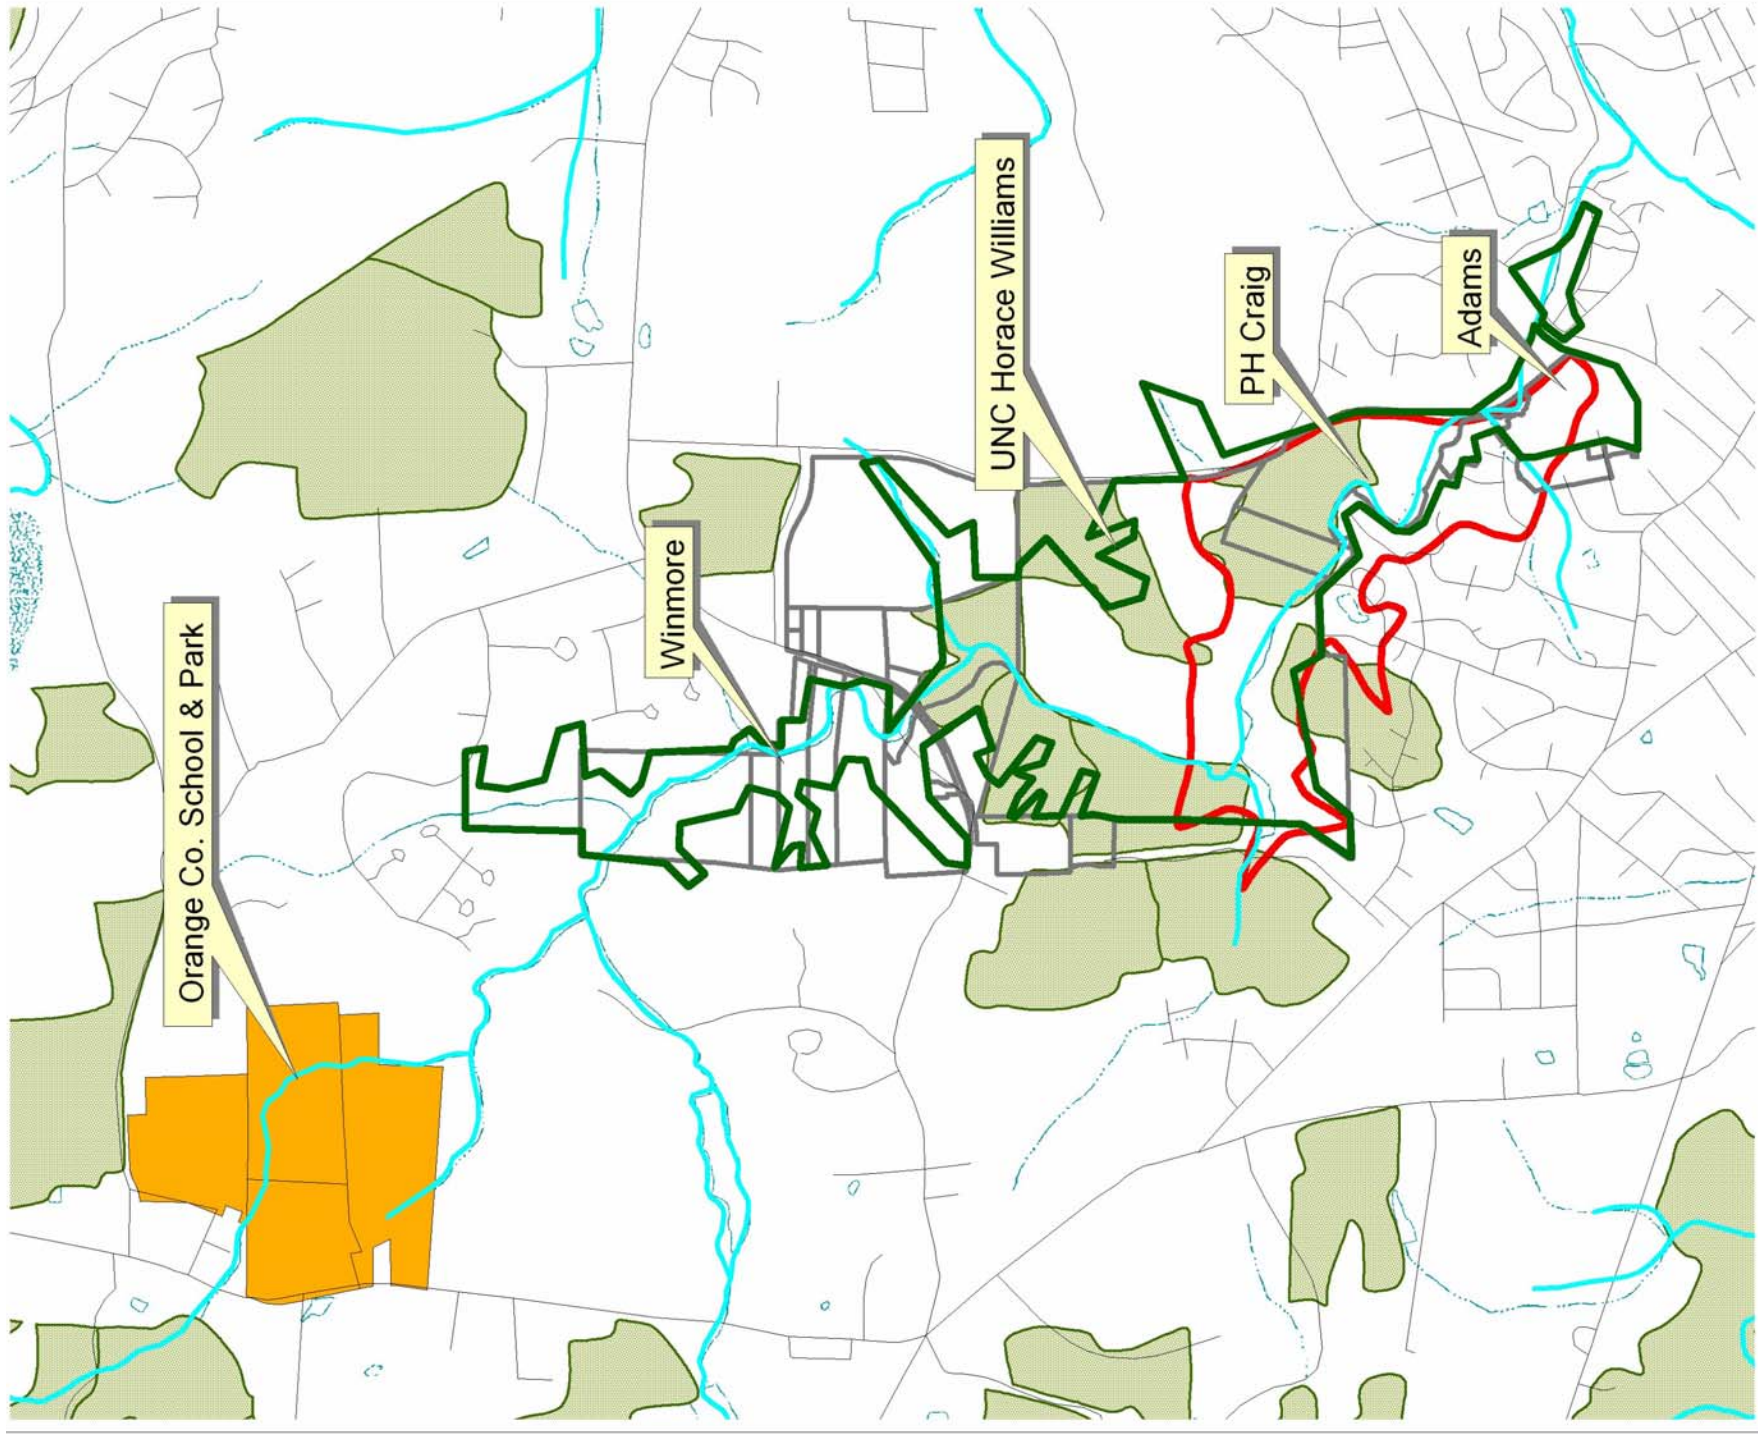 Orange Co. School & Park
Winmore
UNC Horace Williams
PH Craig
Adams